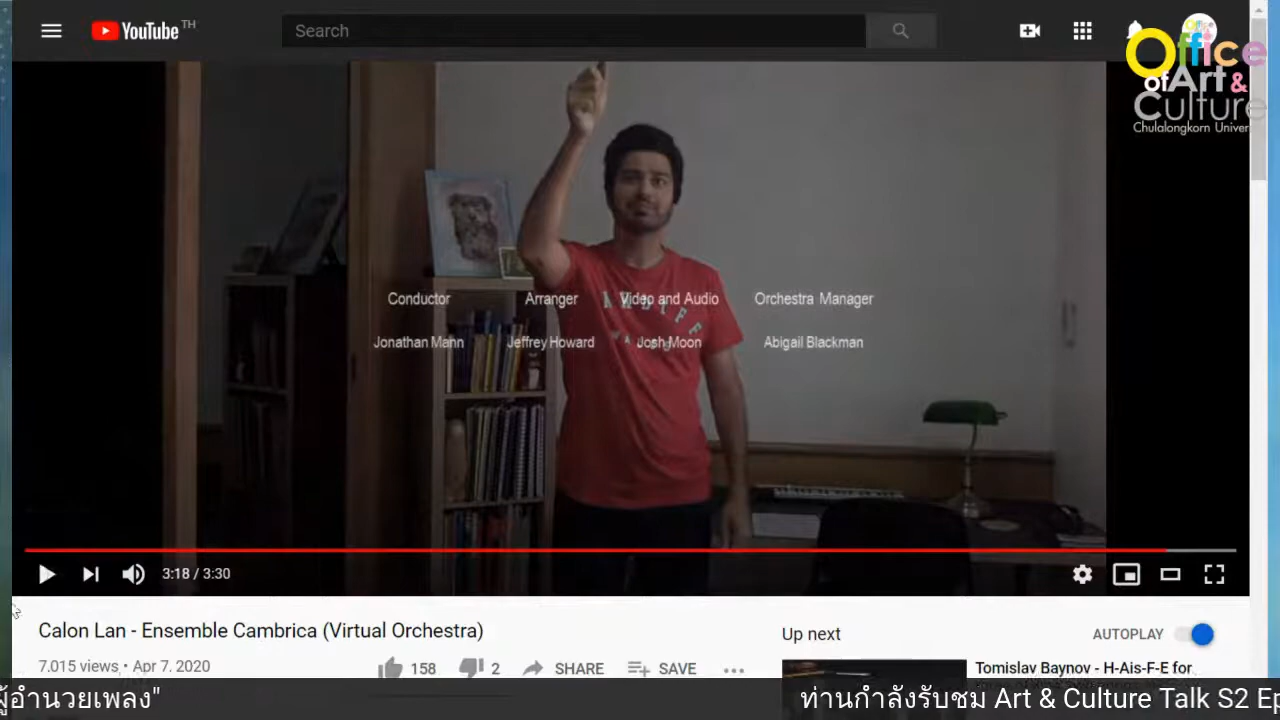 YouTube TH
Search
Office
of Art &
Culture
Chulalongkorn Univer
Conductor Arranger Video and Audio Orchestra Manager
Jonathan Mann Jeffrey Howard Josh Moon Abigail Blackman
3:18 / 3:30
Calon Lan - Ensemble Cambrica (Virtual Orchestra)
7,015 views • Apr 7, 2020
158 2 SHARE SAVE
Up next AUTOPLAY
Tomislav Baynov - H-Ais-F-E for
ผู้อำนวยเพลง" ท่านกำลังรับชม Art & Culture Talk S2 Ep